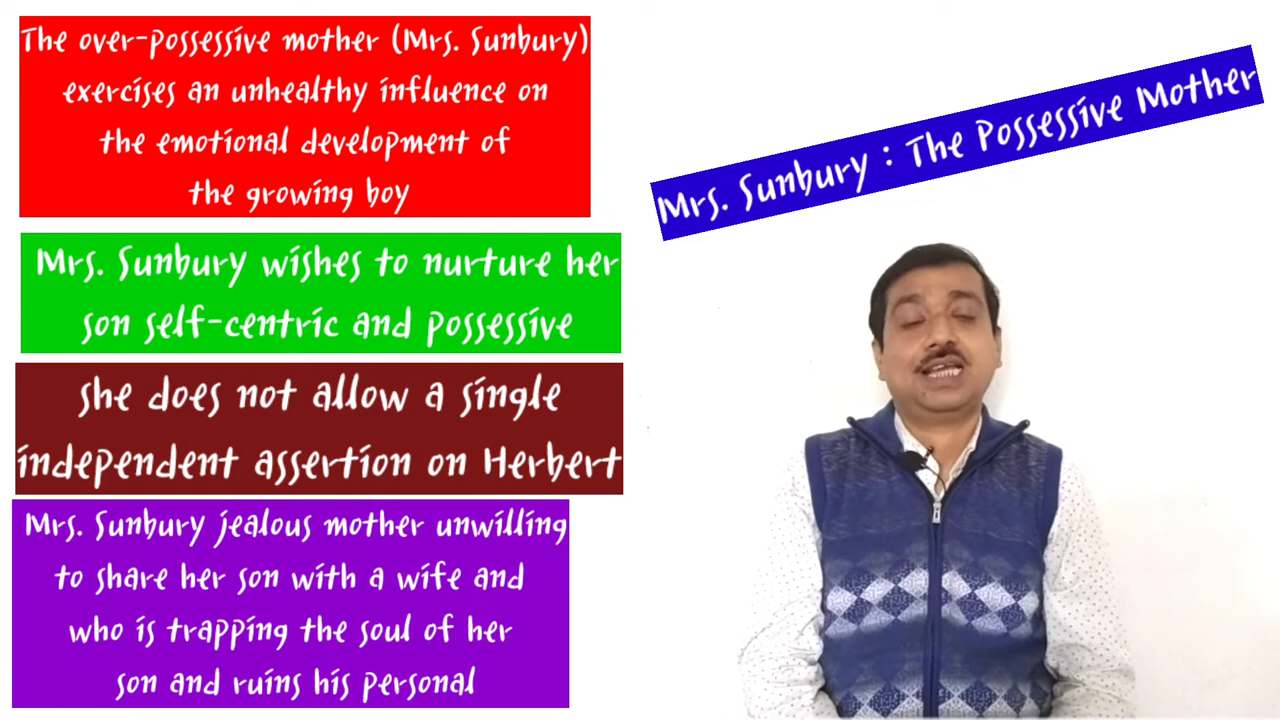 The over-possessive mother (Mrs. Sunbury)
exercises an unhealthy influence on
the emotional development of
the growing boy
Mrs. Sunbury wishes to nurture her
son self-centric and possessive
she does not allow a single
independent assertion on Herbert
Mrs. Sunbury jealous mother unwilling
to share her son with a wife and
who is trapping the soul of her
son and ruins his personal
Mrs. Sunbury : The Possessive Mother